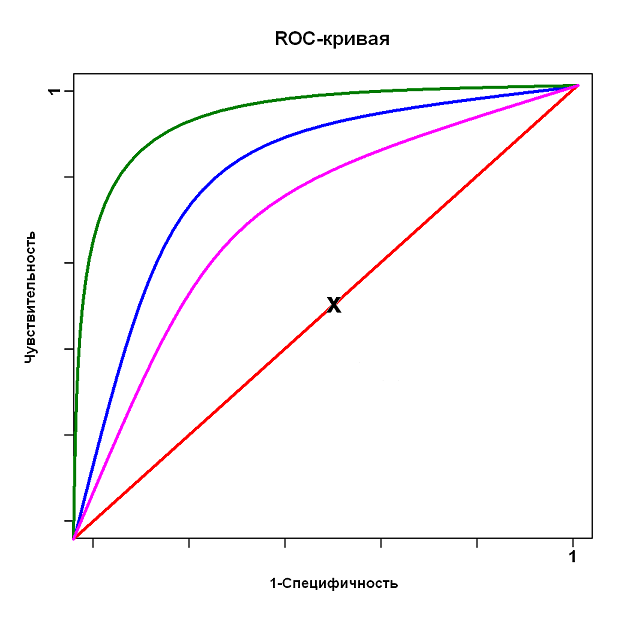 ROC-кривая
1
Чувствительность
X
1
1-Специфичность